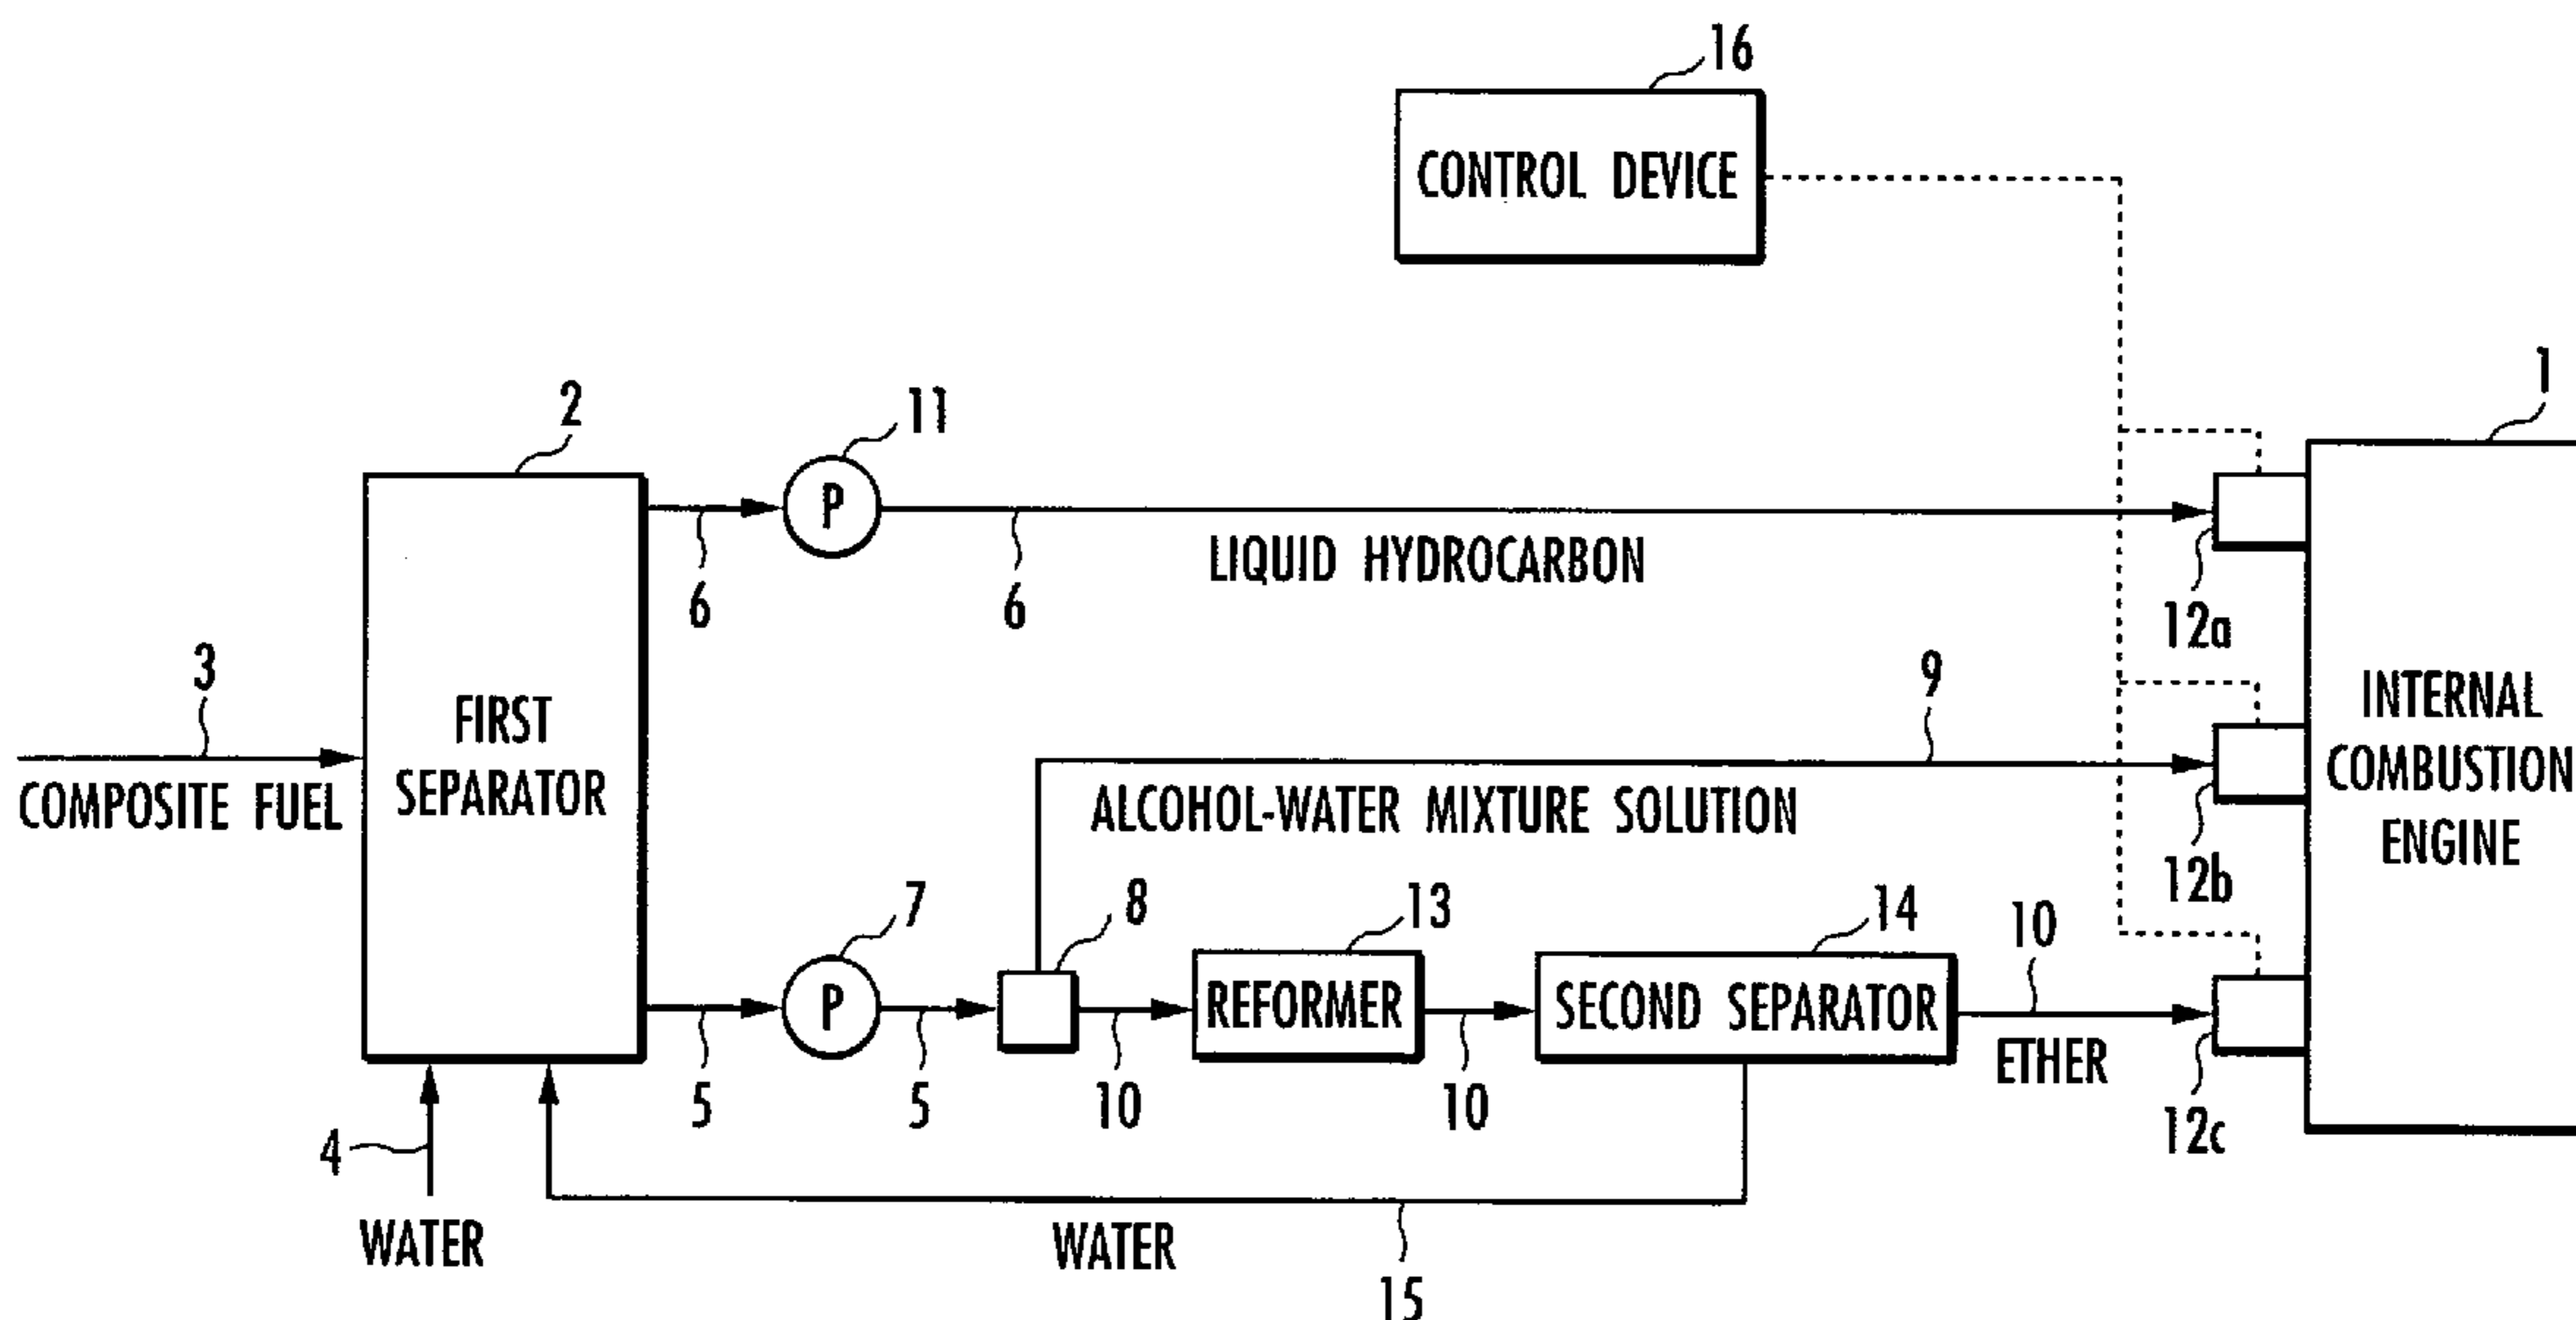 16
CONTROL DEVICE
1
2
11
P
6
6
LIQUID HYDROCARBON
12a
3
COMPOSITE FUEL
FIRST
SEPARATOR
9
ALCOHOL-WATER MIXTURE SOLUTION
12b
INTERNAL
COMBUSTION
ENGINE
7
P
8
13
REFORMER
14
SECOND SEPARATOR
10
ETHER
12c
5
5
10
10
4
WATER
WATER
15